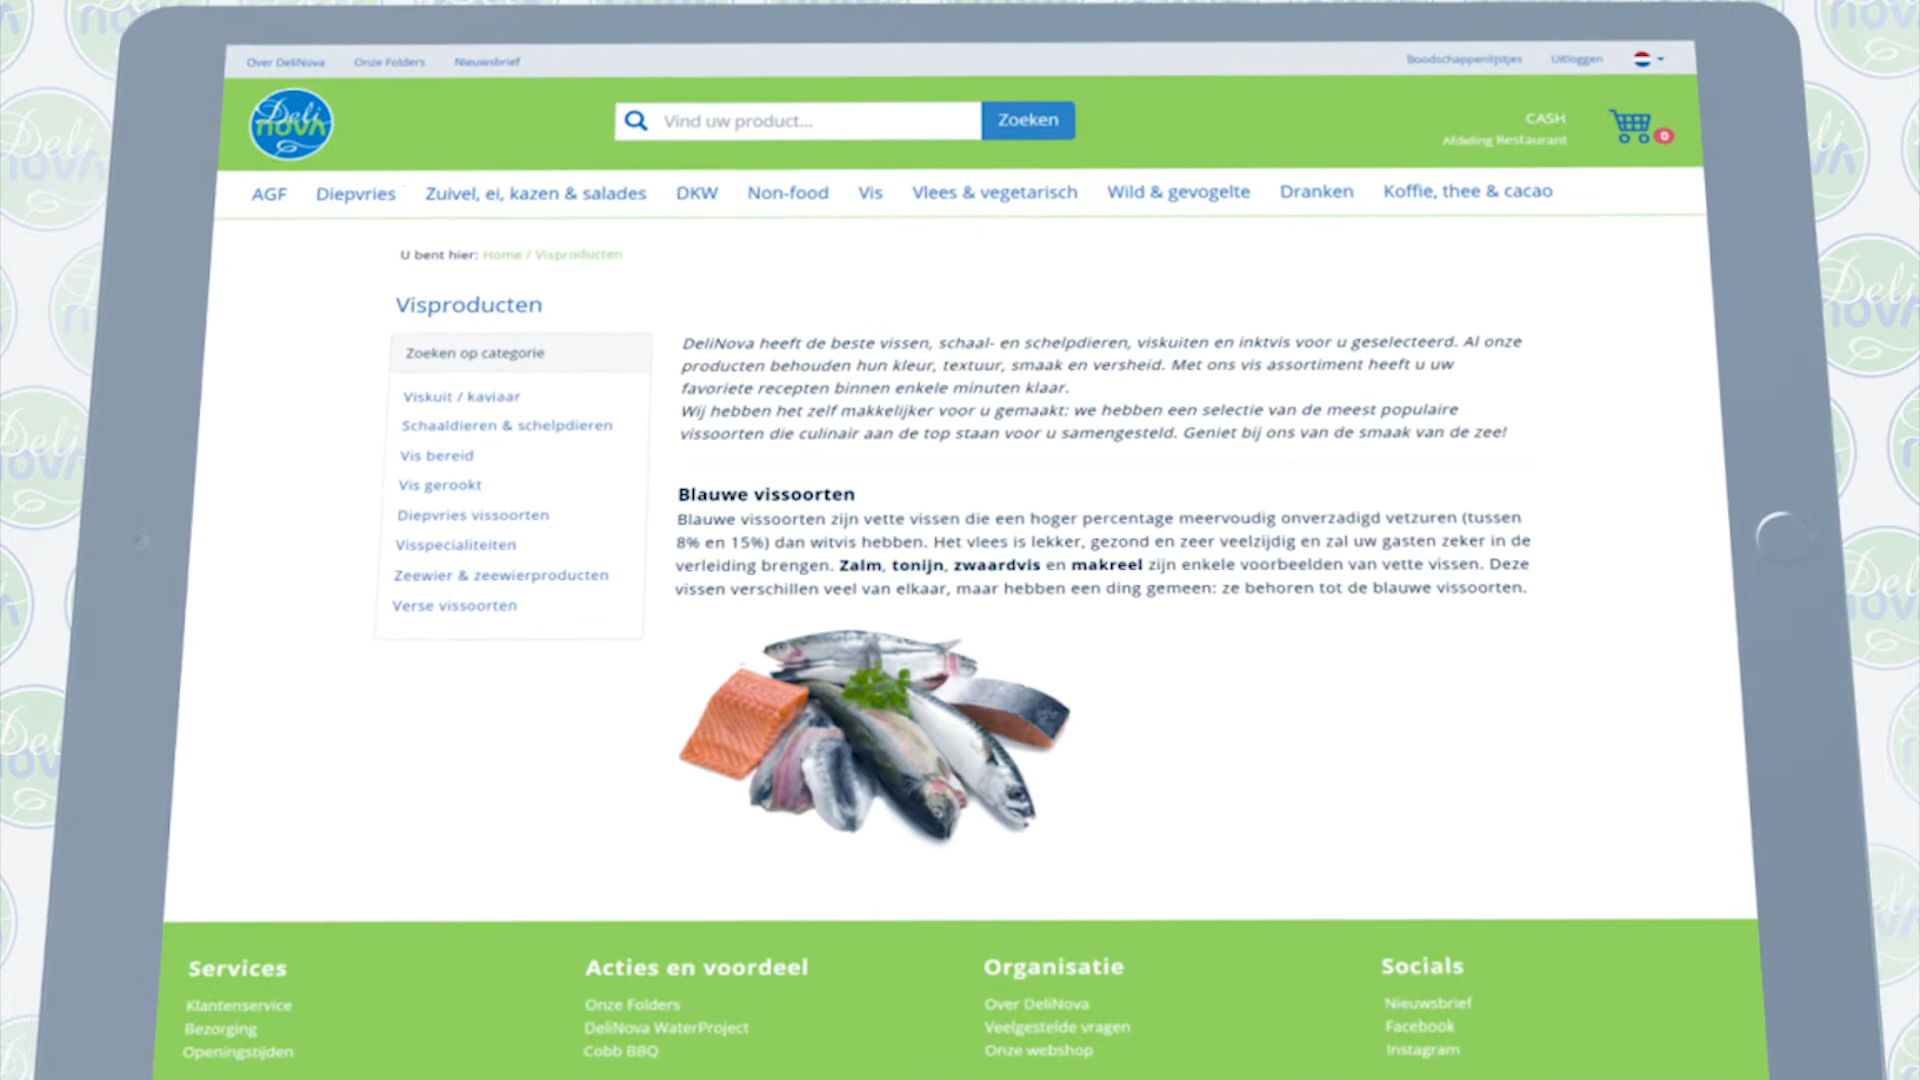 Over DeliNova Onze Folders Nieuwsbrief Boodschappenlijstjes Uitloggen
Deli nova
Vind uw product... Zoeken
CASH
Afdeling Restaurant
0
AGF Diepvries Zuivel, ei, kazen & salades DKW Non-food Vis Vlees & vegetarisch Wild & gevogelte Dranken Koffie, thee & cacao
U bent hier: Home / Visproducten
Visproducten
Zoeken op categorie
Viskuit / kaviaar
Schaaldieren & schelpdieren
Vis bereid
Vis gerookt
Diepvries vissoorten
Visspecialiteiten
Zeewier & zeewierproducten
Verse vissoorten
DeliNova heeft de beste vissen, schaal- en schelpdieren, viskuiten en inktvis voor u geselecteerd. Al onze
producten behouden hun kleur, textuur, smaak en versheid. Met ons vis assortiment heeft u uw
favoriete recepten binnen enkele minuten klaar.
Wij hebben het zelf makkelijker voor u gemaakt: we hebben een selectie van de meest populaire
vissoorten die culinair aan de top staan voor u samengesteld. Geniet bij ons van de smaak van de zee!
Blauwe vissoorten
Blauwe vissoorten zijn vette vissen die een hoger percentage meervoudig onverzadigd vetzuren (tussen
8% en 15%) dan witvis hebben. Het vlees is lekker, gezond en zeer veelzijdig en zal uw gasten zeker in de
verleiding brengen. Zalm, tonijn, zwaardvis en makreel zijn enkele voorbeelden van vette vissen. Deze
vissen verschillen veel van elkaar, maar hebben een ding gemeen: ze behoren tot de blauwe vissoorten.
Services
Klantenservice
Bezorging
Openingstijden
Acties en voordeel
Onze Folders
DeliNova WaterProject
Cobb BBQ
Organisatie
Over DeliNova
Veelgestelde vragen
Onze webshop
Socials
Nieuwsbrief
Facebook
Instagram